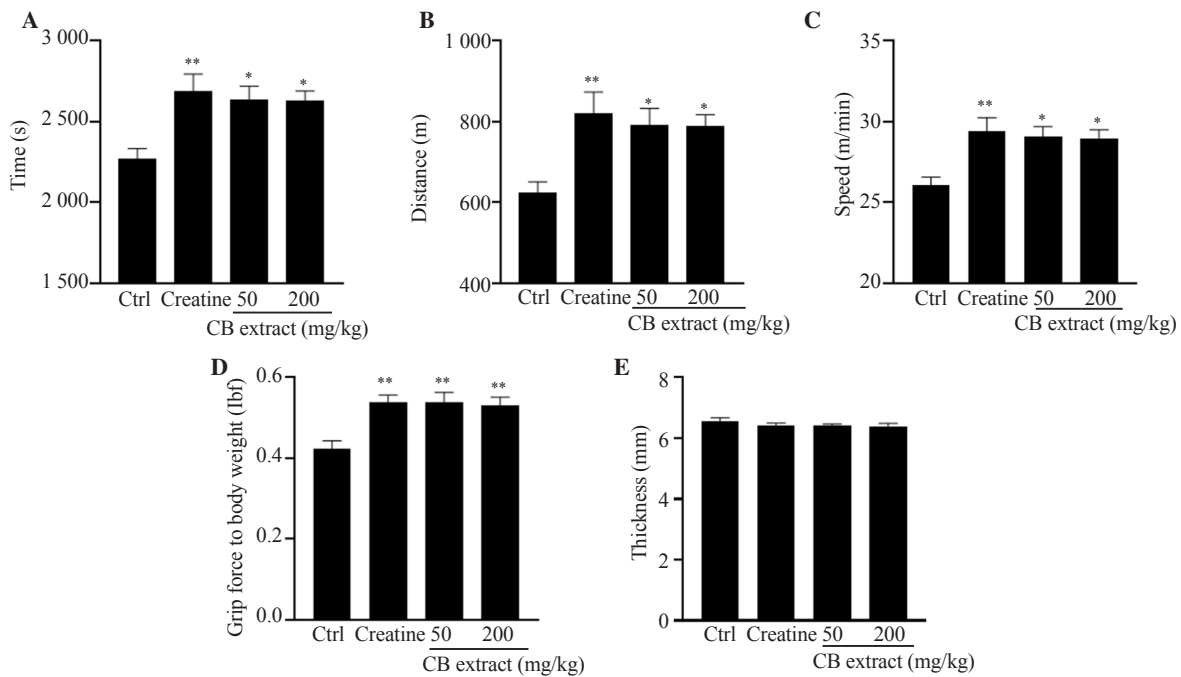 A
Time (s)
3 000
2 500
2 000
1 500
**
*
*
Ctrl Creatine 50 200
CB extract (mg/kg)
B
Distance (m)
1 000
800
600
400
**
*
*
Ctrl Creatine 50 200
CB extract (mg/kg)
C
Speed (m/min)
35
30
25
20
**
*
*
Ctrl Creatine 50 200
CB extract (mg/kg)
D
Grip force to body weight (Ibf)
0.6
0.4
0.2
0.0
**
**
**
Ctrl Creatine 50 200
CB extract (mg/kg)
E
Thickness (mm)
8
6
4
2
0
Ctrl Creatine 50 200
CB extract (mg/kg)